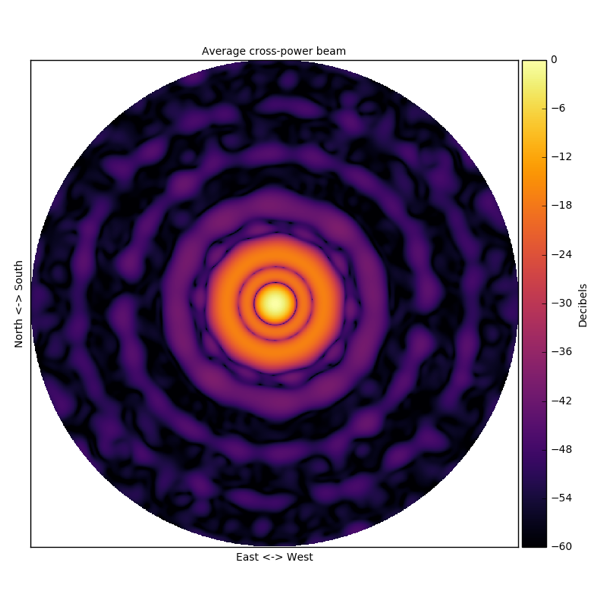 Average cross-power beam
0
−6
−12
−18
−24
−30
−36
−42
−48
−54
−60
Decibels
North <-> South
East <-> West